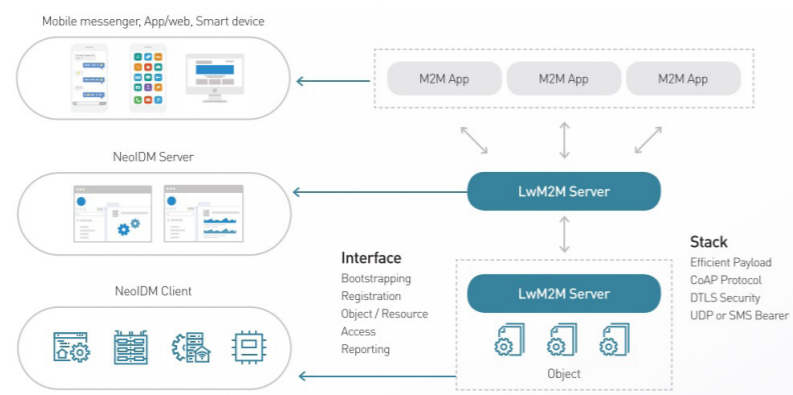 Mobile messenger, App/web, Smart device
M2M App
M2M App
M2M App
NeoIDM Server
LwM2M Server
Interface
Bootstrapping
Registration
Object / Resource
Access
Reporting
Stack
Efficient Payload
CoAP Protocol
DTLS Security
UDP or SMS Bearer
NeoIDM Client
LwM2M Server
Object